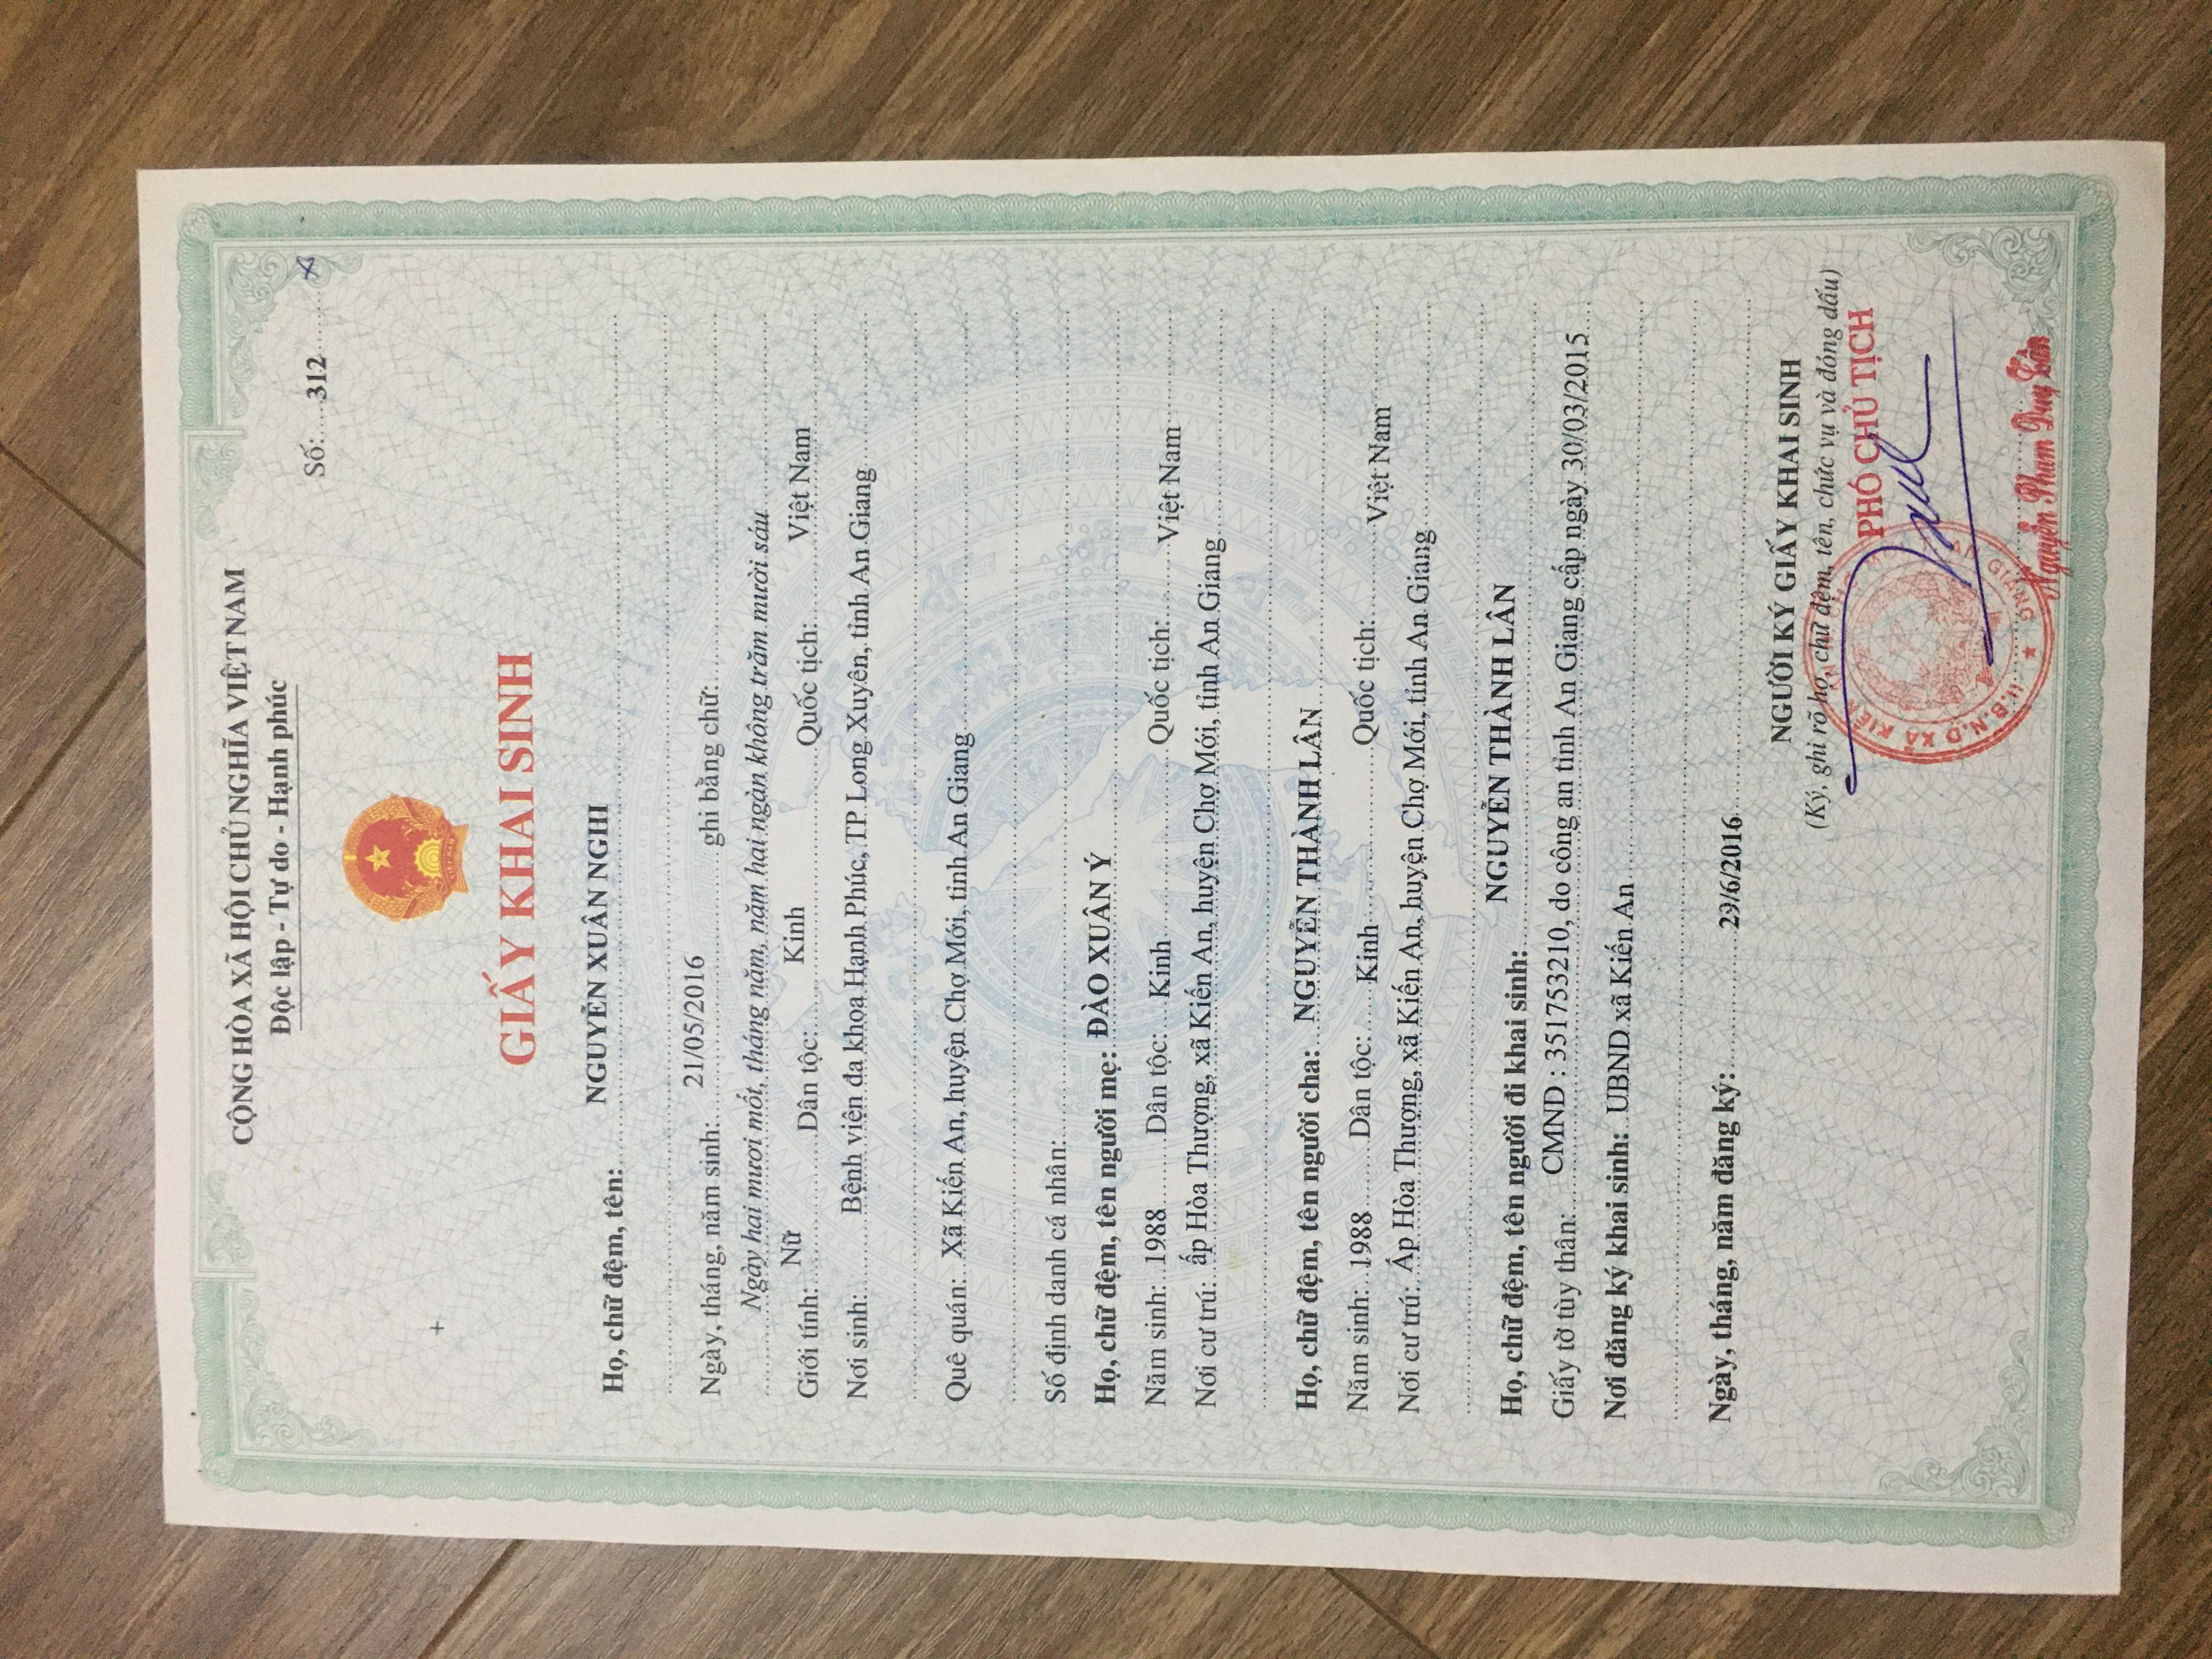 CỘNG HÒA XÃ HỘI CHỦ NGHĨA VIỆT NAM
Độc lập - Tự do - Hạnh phúc
Số: 312
VIỆT NAM
GIẤY KHAI SINH
Họ, chữ đệm, tên: NGUYỄN XUÂN NGHI
Ngày, tháng, năm sinh: 21/05/2016 ghi bằng chữ:
Ngày hai mươi mốt, tháng năm, năm hai ngàn không trăm mười sáu
Giới tính: Nữ Dân tộc: Kinh Quốc tịch: Việt Nam
Nơi sinh: Bệnh viện đa khoa Hạnh Phúc, TP Long Xuyên, tỉnh An Giang
Quê quán: Xã Kiến An, huyện Chợ Mới, tỉnh An Giang
Số định danh cá nhân:
Họ, chữ đệm, tên người mẹ: ĐÀO XUÂN Ý
Năm sinh: 1988 Dân tộc: Kinh Quốc tịch: Việt Nam
Nơi cư trú: ấp Hòa Thượng, xã Kiến An, huyện Chợ Mới, tỉnh An Giang
Họ, chữ đệm, tên người cha: NGUYỄN THÀNH LÂN
Năm sinh: 1988 Dân tộc: Kinh Quốc tịch: Việt Nam
Nơi cư trú: Ấp Hòa Thượng, xã Kiến An, huyện Chợ Mới, tỉnh An Giang
Họ, chữ đệm, tên người đi khai sinh: NGUYỄN THÀNH LÂN
Giấy tờ tùy thân: CMND : 351753210, do công an tỉnh An Giang cấp ngày 30/03/2015
Nơi đăng ký khai sinh: UBND xã Kiến An
Ngày, tháng, năm đăng ký: 29/6/2016
NGƯỜI KÝ GIẤY KHAI SINH
(Ký, ghi rõ họ, chữ đệm, tên, chức vụ và đóng dấu)
PHÓ CHỦ TỊCH
U.B.N.D XÃ KIẾN AN GIANG
Nguyễn Phạm Duy Tân